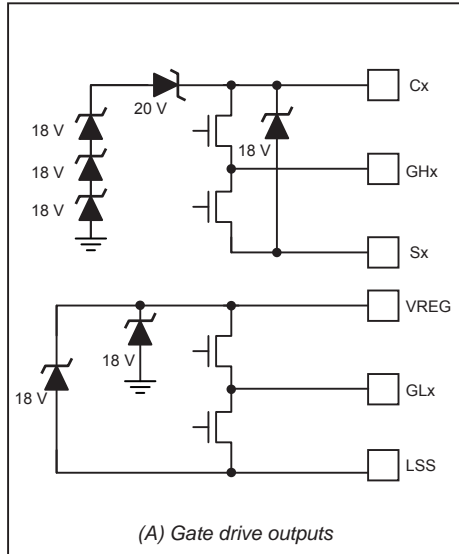 Cx
20 V
18 V
18 V
18 V
GHx
18 V
Sx
VREG
18 V
18 V
GLx
LSS
(A) Gate drive outputs